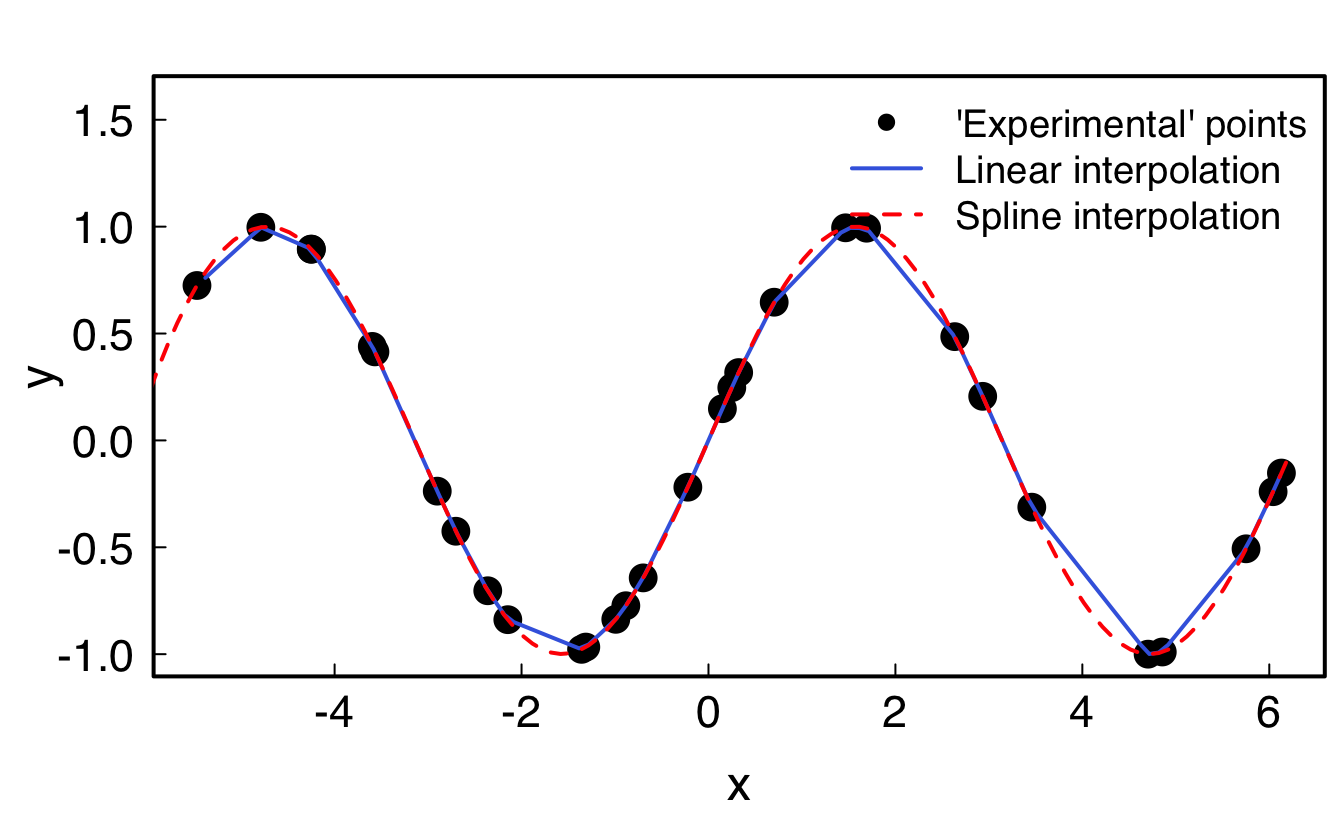 1.5
'Experimental' points
Linear interpolation
1.0
Spline interpolation
0.5
y
0.0
-0.5
-1.0
-4 -2 0 2 4 6
x